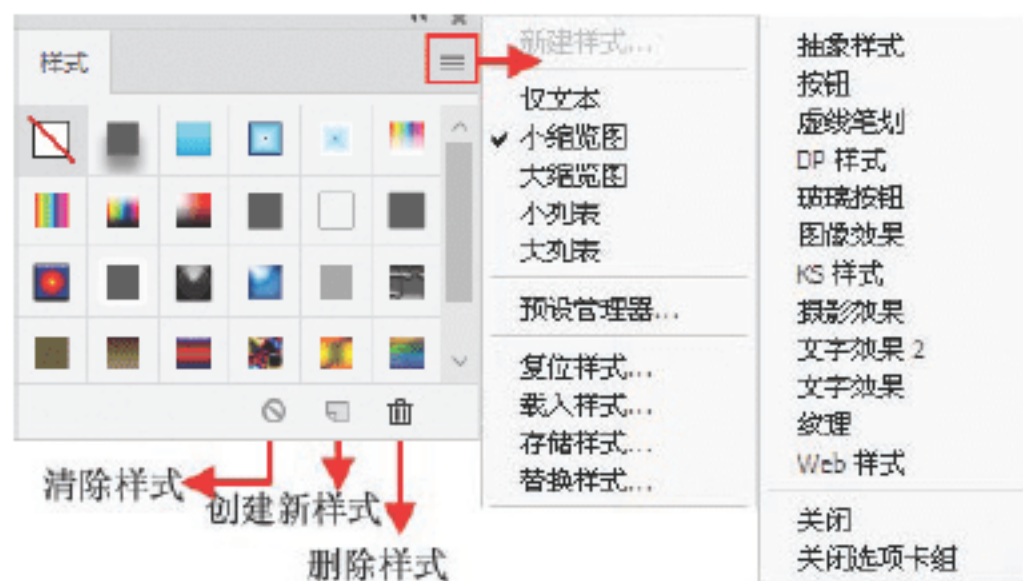 样式
清除样式
创建新样式
删除样式
新建样式...
仅文本
小缩览图
大缩览图
小列表
大列表
预设管理器...
复位样式...
载入样式...
存储样式...
替换样式...
抽象样式
按钮
虚线笔划
DP 样式
玻璃按钮
图像效果
KS 样式
摄影效果
文字效果 2
文字效果
纹理
Web 样式
关闭
关闭选项卡组